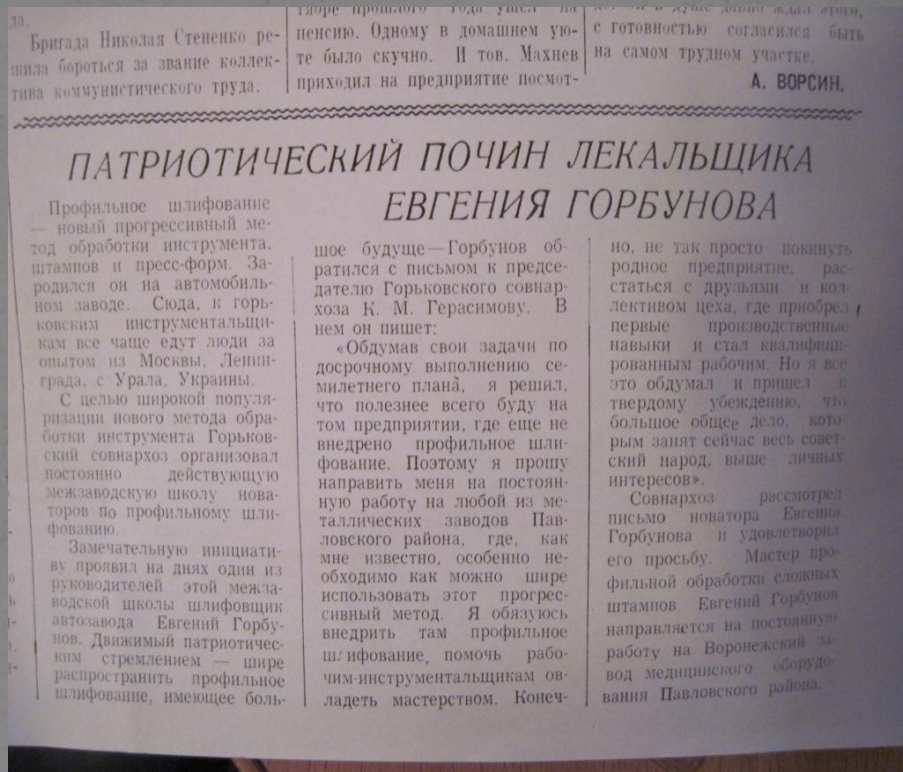 да.
Бригада Николая Стененко ре-
шила бороться за звание коллек-
тива коммунистического труда.
тябре прошлого года ушел на
пенсию. Одному в домашнем ую-
те было скучно. И тов. Махнев
приходил на предприятие посмот-
с готовностью согласился быть
на самом трудном участке.
А. ВОРСИН.
ПАТРИОТИЧЕСКИЙ ПОЧИН ЛЕКАЛЬЩИКА
ЕВГЕНИЯ ГОРБУНОВА
Профильное шлифование
— новый прогрессивный ме-
тод обработки инструмента,
штампов и пресс-форм. За-
родился он на автомобиль-
ном заводе. Сюда, к горь-
ковским инструментальщи-
кам все чаще едут люди за
опытом из Москвы, Ленин-
града, с Урала, Украины.
С целью широкой популя-
ризации нового метода обра-
ботки инструмента Горьков-
ский совнархоз организовал
постоянно действующую
межзаводскую школу нова-
торов по профильному шли-
фованию.
Замечательную инициати-
ву проявил на днях один из
руководителей этой межза-
водской школы шлифовщик
автозавода Евгений Горбу-
нов. Движимый патриотичес-
ким стремлением — шире
распространить профильное
шлифование, имеющее боль-
шое будуще—Горбунов об-
ратился с письмом к предсе-
дателю Горьковского совнар-
хоза К. М. Герасимову. В
нем он пишет:
«Обдумав свои задачи по
досрочному выполнению се-
милетнего плана, я решил,
что полезнее всего буду на
том предприятии, где еще не
внедрено профильное шли-
фование. Поэтому я прошу
направить меня на постоян-
ную работу на любой из ме-
таллических заводов Пав-
ловского района, где, как
мне известно, особенно не-
обходимо как можно шире
использовать этот прогрес-
сивный метод. Я обязуюсь
внедрить там профильное
шлифование, помочь рабо-
чим-инструментальщикам ов-
ладеть мастерством. Конеч-
но, не так просто покинуть
родное предприятие, рас-
статься с друзьями и кол-
лективом цеха, где приобрел
первые производственные
навыки и стал квалифици-
рованным рабочим. Но я все
это обдумал и пришел к
твердому убеждению, что
большое общее дело, кото-
рым занят сейчас весь совет-
ский народ, выше личных
интересов».
Совнархоз рассмотрел
письмо новатора Евгения
Горбунова и удовлетворил
его просьбу. Мастер про-
фильной обработки сложных
штампов Евгений Горбунов
направляется на постоянную
работу на Воронежский за-
вод медицинского оборудо-
вания Павловского района.